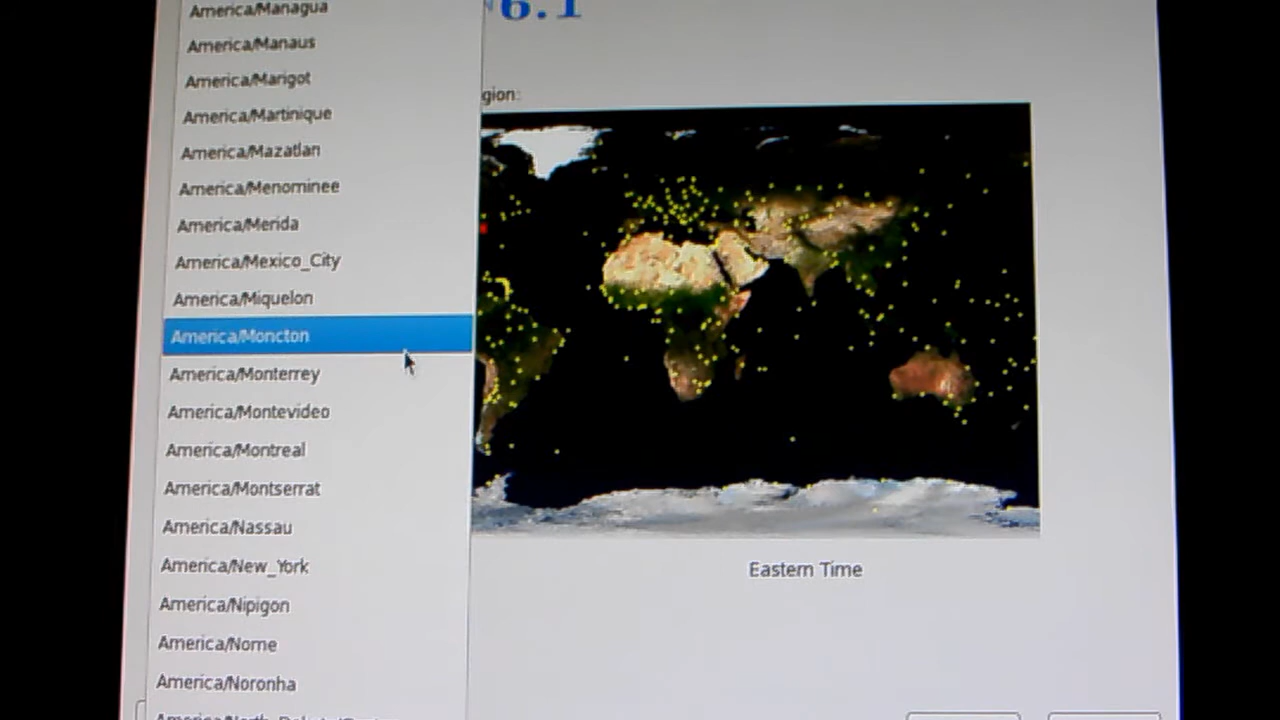 America/Managua
6.1
America/Manaus
America/Marigot
gion:
America/Martinique
America/Mazatlan
America/Menominee
America/Merida
America/Mexico_City
America/Miquelon
America/Moncton
America/Monterrey
America/Montevideo
America/Montreal
America/Montserrat
America/Nassau
America/New_York
Eastern Time
America/Nipigon
America/Nome
America/Noronha